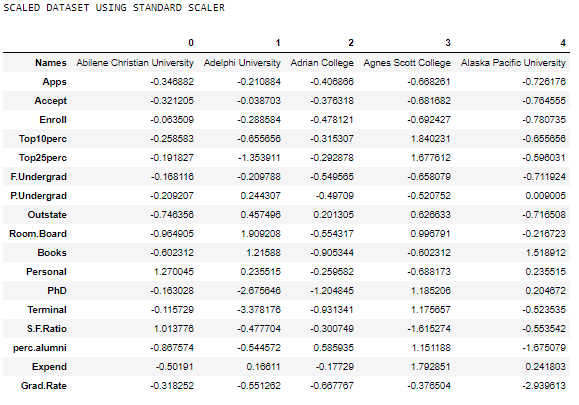 SCALED DATASET USING STANDARD SCALER
0 1 2 3 4
Names Abilene Christian University Adelphi University Adrian College Agnes Scott College Alaska Pacific University
Apps -0.346882 -0.210884 -0.406866 -0.668261 -0.726176
Accept -0.321205 -0.038703 -0.376318 -0.681682 -0.764555
Enroll -0.063509 -0.288584 -0.478121 -0.692427 -0.780735
Top10perc -0.258583 -0.655656 -0.315307 1.840231 -0.655656
Top25perc -0.191827 -1.353911 -0.292878 1.677612 -0.596031
F.Undergrad -0.168116 -0.209788 -0.549565 -0.658079 -0.711924
P.Undergrad -0.209207 0.244307 -0.49709 -0.520752 0.009005
Outstate -0.746356 0.457496 0.201305 0.626633 -0.716508
Room.Board -0.964905 1.909208 -0.554317 0.996791 -0.216723
Books -0.602312 1.21588 -0.905344 -0.602312 1.518912
Personal 1.270045 0.235515 -0.259582 -0.688173 0.235515
PhD -0.163028 -2.675646 -1.204845 1.185206 0.204672
Terminal -0.115729 -3.378176 -0.931341 1.175657 -0.523535
S.F.Ratio 1.013776 -0.477704 -0.300749 -1.615274 -0.553542
perc.alumni -0.867574 -0.544572 0.585935 1.151188 -1.675079
Expend -0.50191 0.16611 -0.17729 1.792851 0.241803
Grad.Rate -0.318252 -0.551262 -0.667767 -0.376504 -2.939613